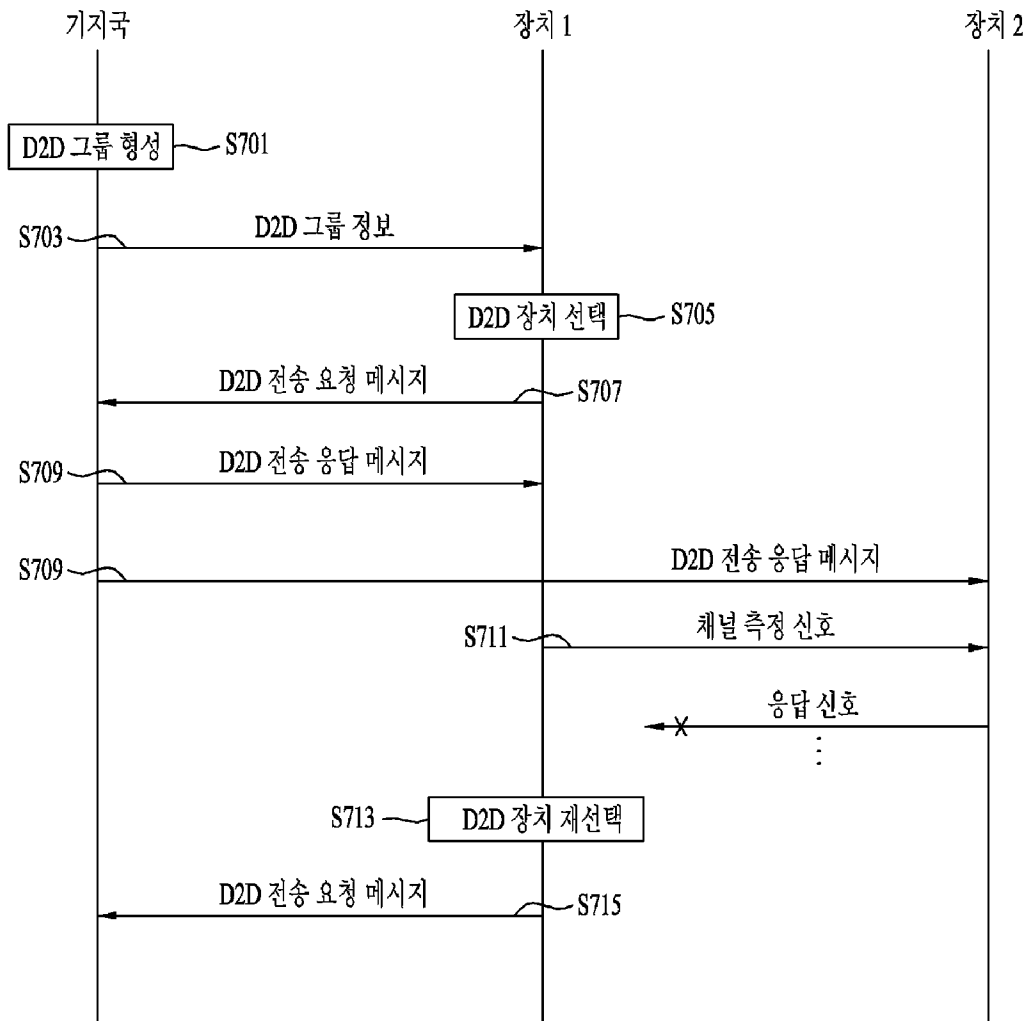 기지국
장치 1
장치 2
D2D 그룹 형성
S701
S703
D2D 그룹 정보
D2D 장치 선택
S705
D2D 전송 요청 메시지
S707
S709
D2D 전송 응답 메시지
S709
D2D 전송 응답 메시지
S711
채널 측정 신호
응답 신호
S713
D2D 장치 재선택
D2D 전송 요청 메시지
S715